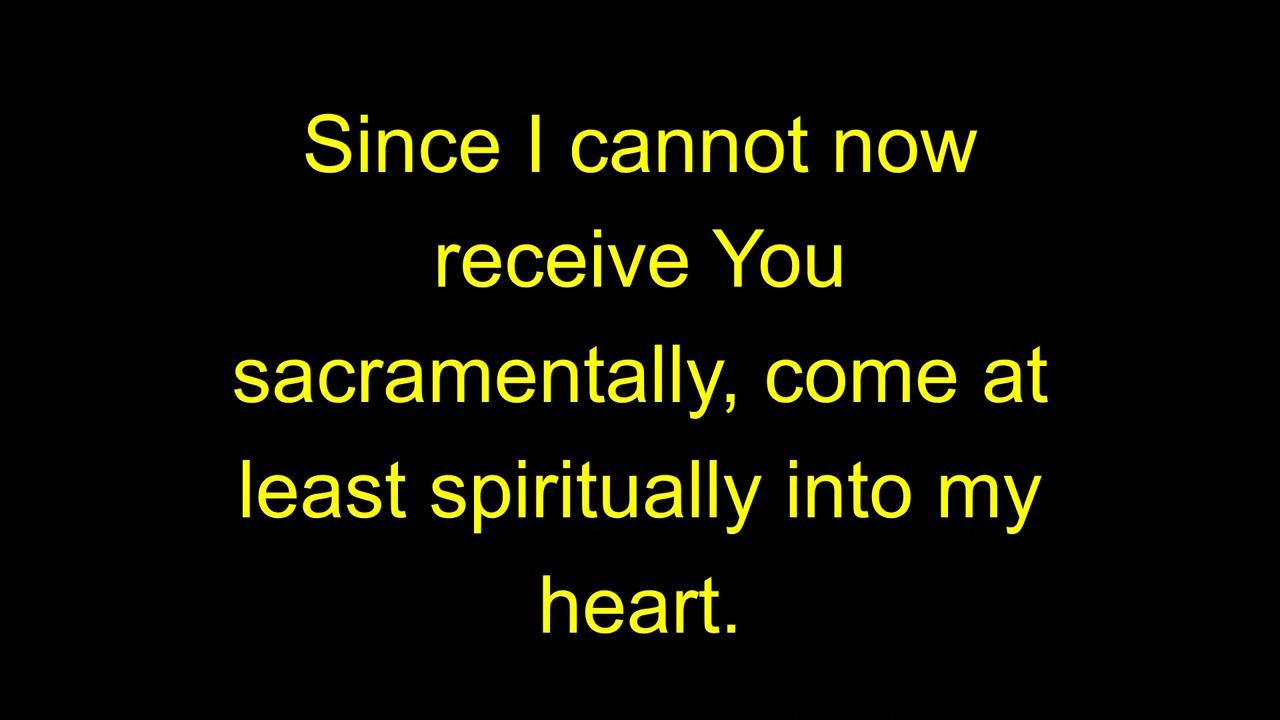 Since I cannot now
receive You
sacramentally, come at
least spiritually into my
heart.